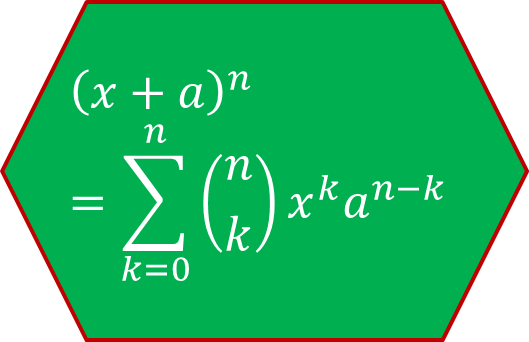 (x + a)^n
= \sum_{k=0}^{n} \binom{n}{k} x^k a^{n-k}